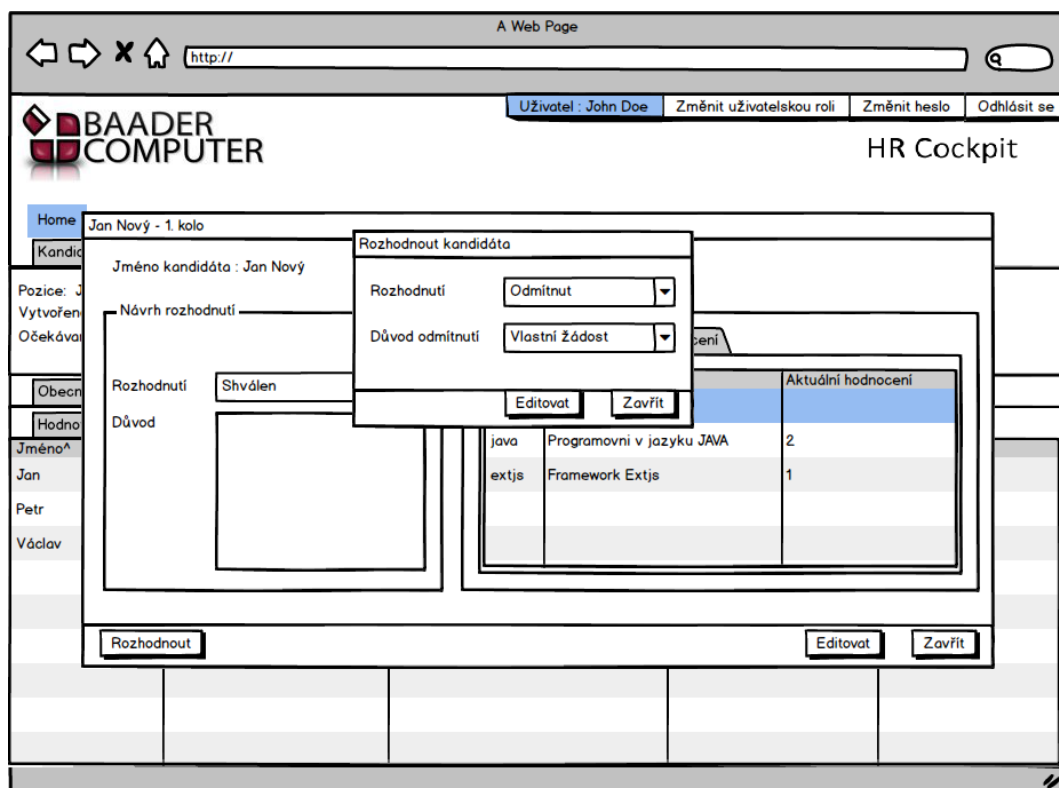 A Web Page
http://
Uživatel : John Doe
Změnit uživatelskou roli
Změnit heslo
Odhlásit se
BAADER
COMPUTER
HR Cockpit
Home
Jan Nový - 1. kolo
Rozhodnout kandidáta
Jméno kandidáta : Jan Nový
Rozhodnutí
Odmítnut
Důvod odmítnutí
Vlastní žádost
Editovat
Zavřít
Pozice:
Návrh rozhodnutí
Rozhodnutí
Shválen
Důvod
Aktuální hodnocení
java
Programovni v jazyku JAVA
2
extjs
Framework Extjs
1
Jméno^
Jan
Petr
Václav
Rozhodnout
Editovat
Zavřít